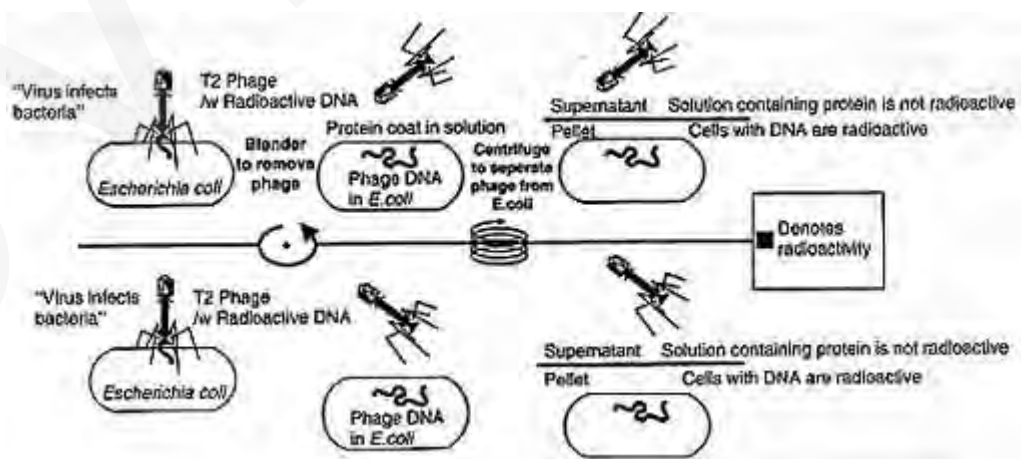 "Virus infects
bacteria"
T2 Phage
/w Radioactive DNA
Escherichia coli
Blender
to remove
phage
Protein coat in solution
Phage DNA
in E.coli
Centrifuge
to seperate
phage from
E.coli
Supernatant Solution containing protein is not radioactive
Pellet Cells with DNA are radioactive
Denotes
radioactivity
"Virus infects
bacteria"
T2 Phage
/w Radioactive DNA
Escherichia coli
Phage DNA
in E.coli
Supernatant Solution containing protein is not radioactive
Pellet Cells with DNA are radioactive